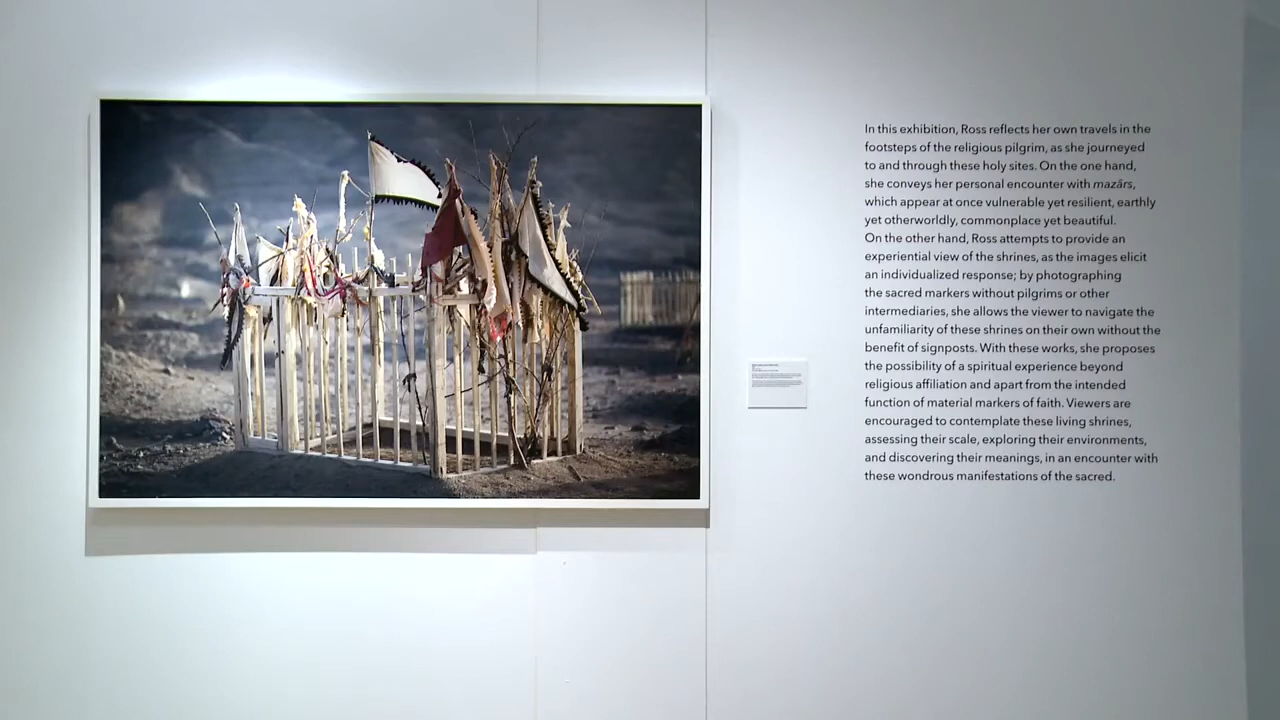 In this exhibition, Ross reflects her own travels in the
footsteps of the religious pilgrim, as she journeyed
to and through these holy sites. On the one hand,
she conveys her personal encounter with mazārs,
which appear at once vulnerable yet resilient, earthly
yet otherworldly, commonplace yet beautiful.
On the other hand, Ross attempts to provide an
experiential view of the shrines, as the images elicit
an individualized response; by photographing
the sacred markers without pilgrims or other
intermediaries, she allows the viewer to navigate the
unfamiliarity of these shrines on their own without the
benefit of signposts. With these works, she proposes
the possibility of a spiritual experience beyond
religious affiliation and apart from the intended
function of material markers of faith. Viewers are
encouraged to contemplate these living shrines,
assessing their scale, exploring their environments,
and discovering their meanings, in an encounter with
these wondrous manifestations of the sacred.